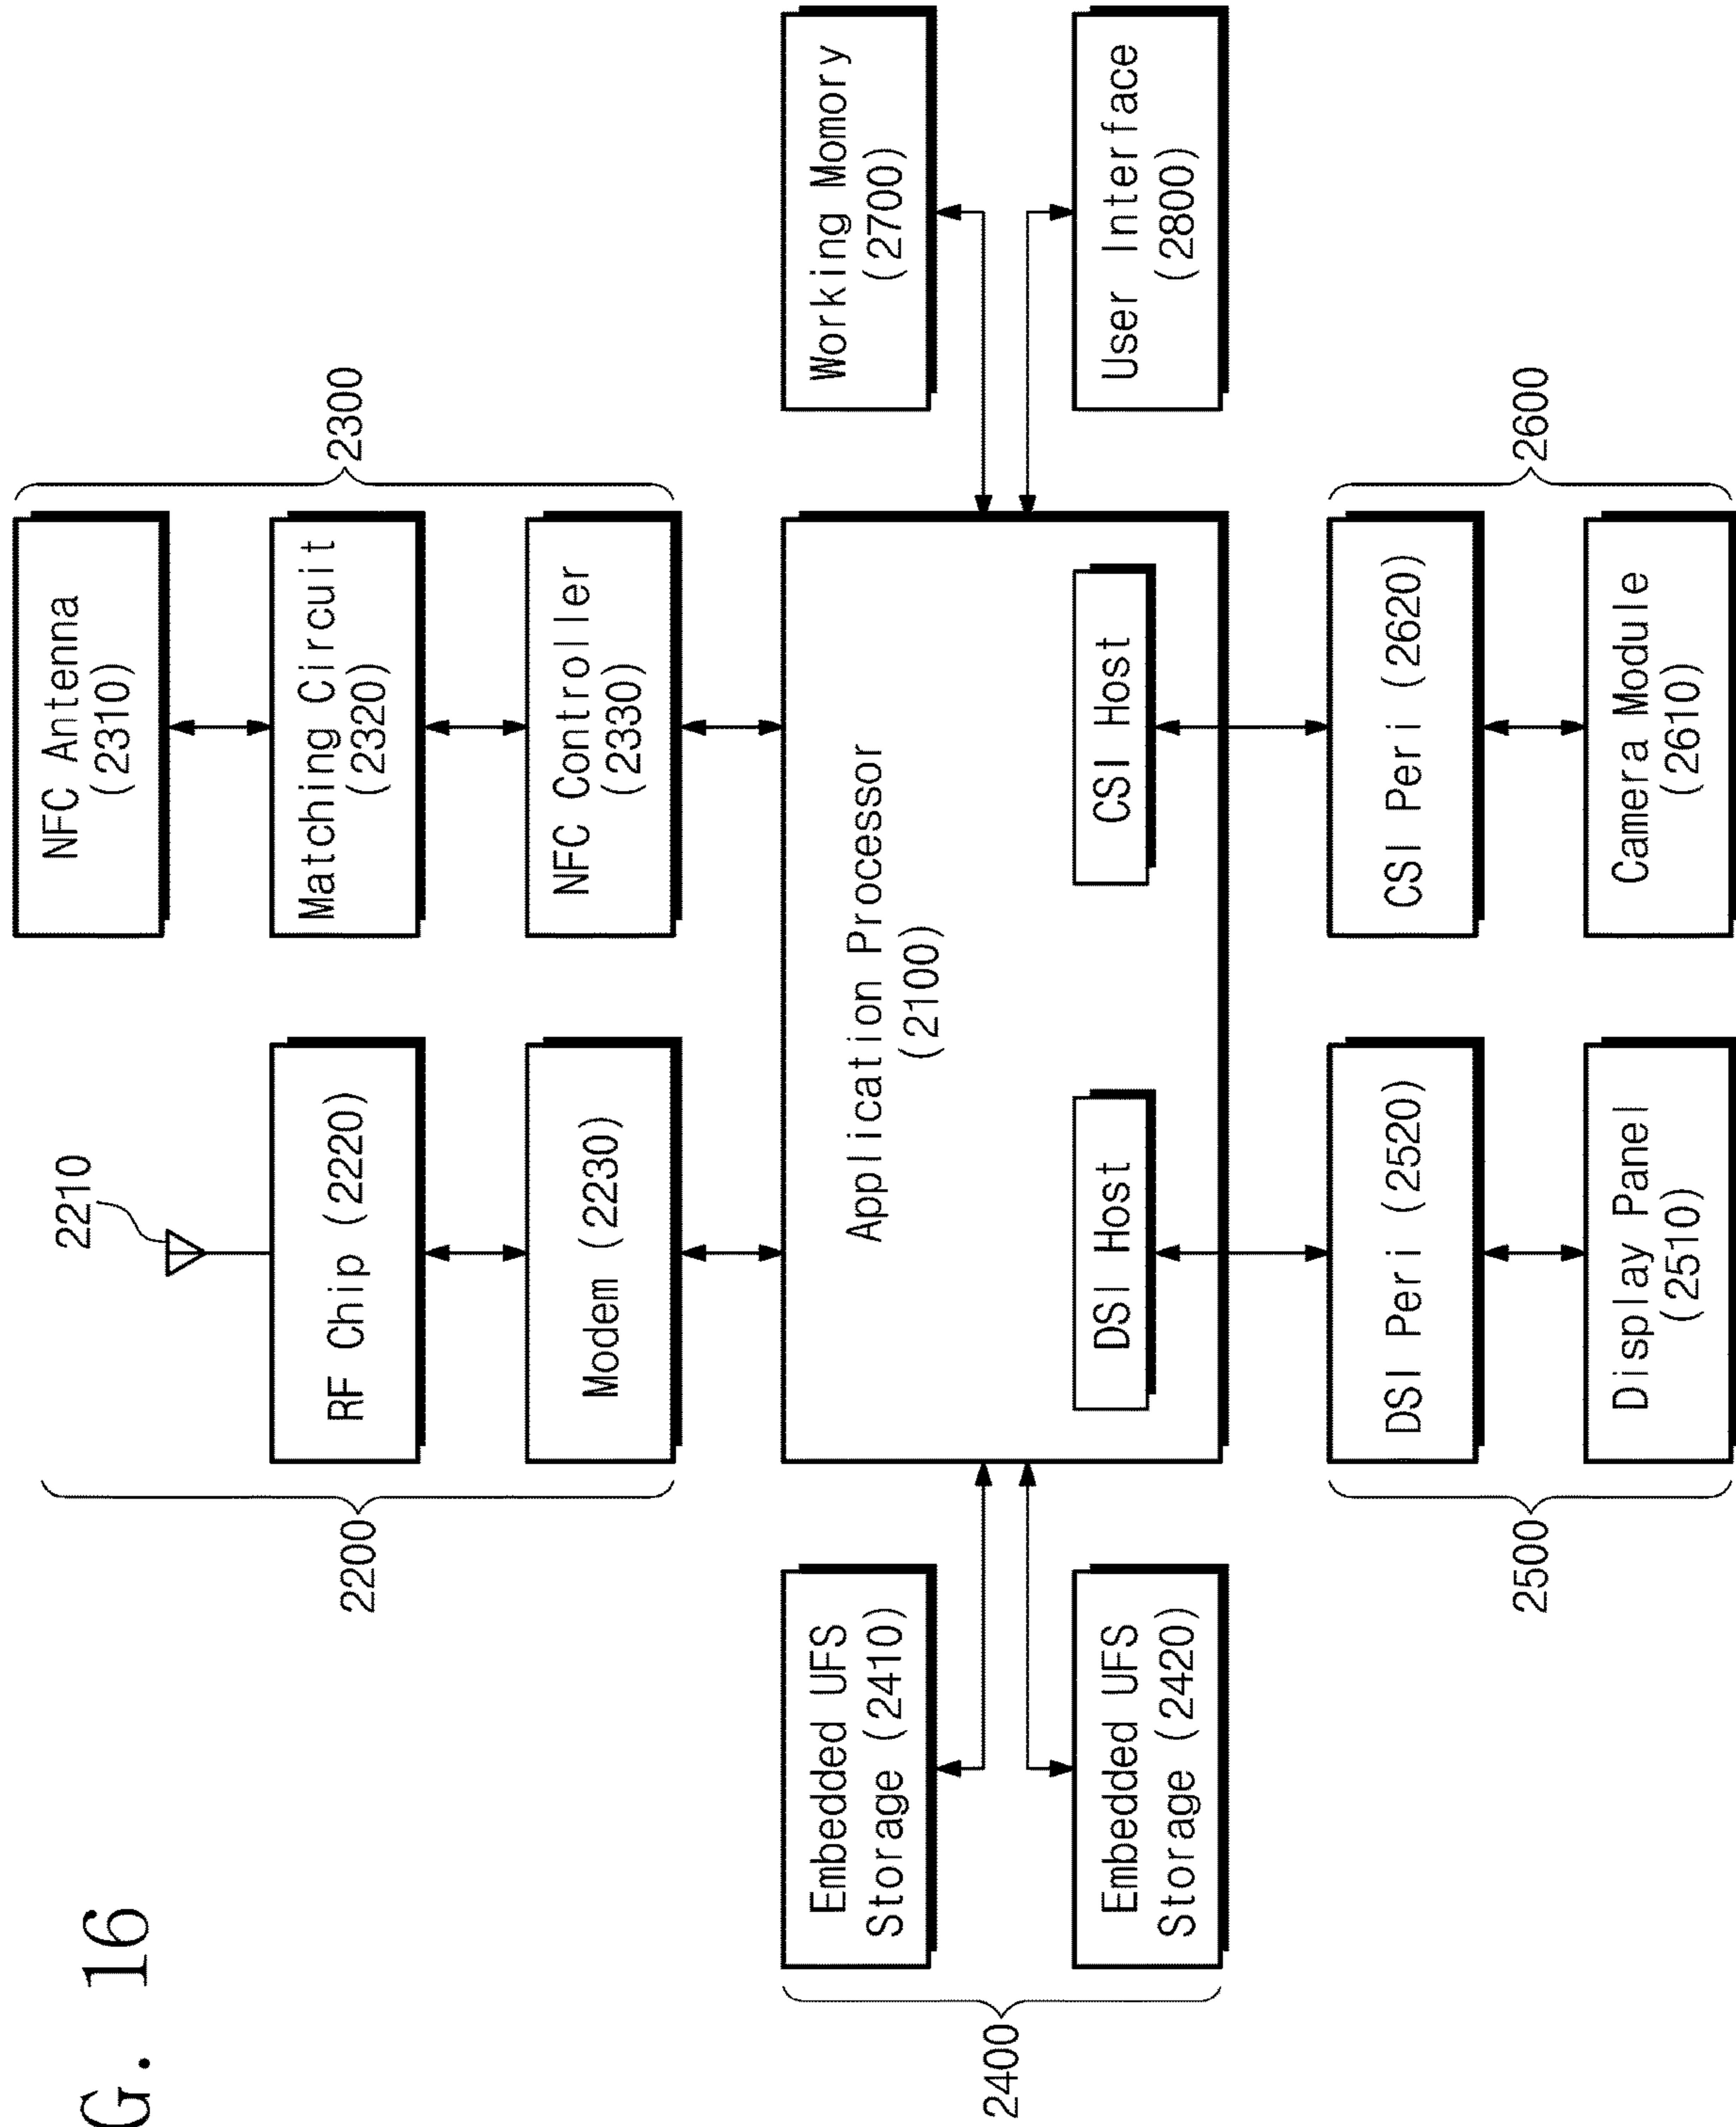 G. 16
2210
NFC Antenna
(2310)
RF Chip (2220)
Matching Circuit
(2320)
2200
2300
Modem (2230)
NFC Controller
(2330)
Embedded UFS
Storage (2410)
Application Processor
(2100)
Working Momory
(2700)
2400
Embedded UFS
Storage (2420)
DSI Host
CSI Host
User Interface
(2800)
DSI Peri (2520)
CSI Peri (2620)
2500
2600
Display Panel
(2510)
Camera Module
(2610)